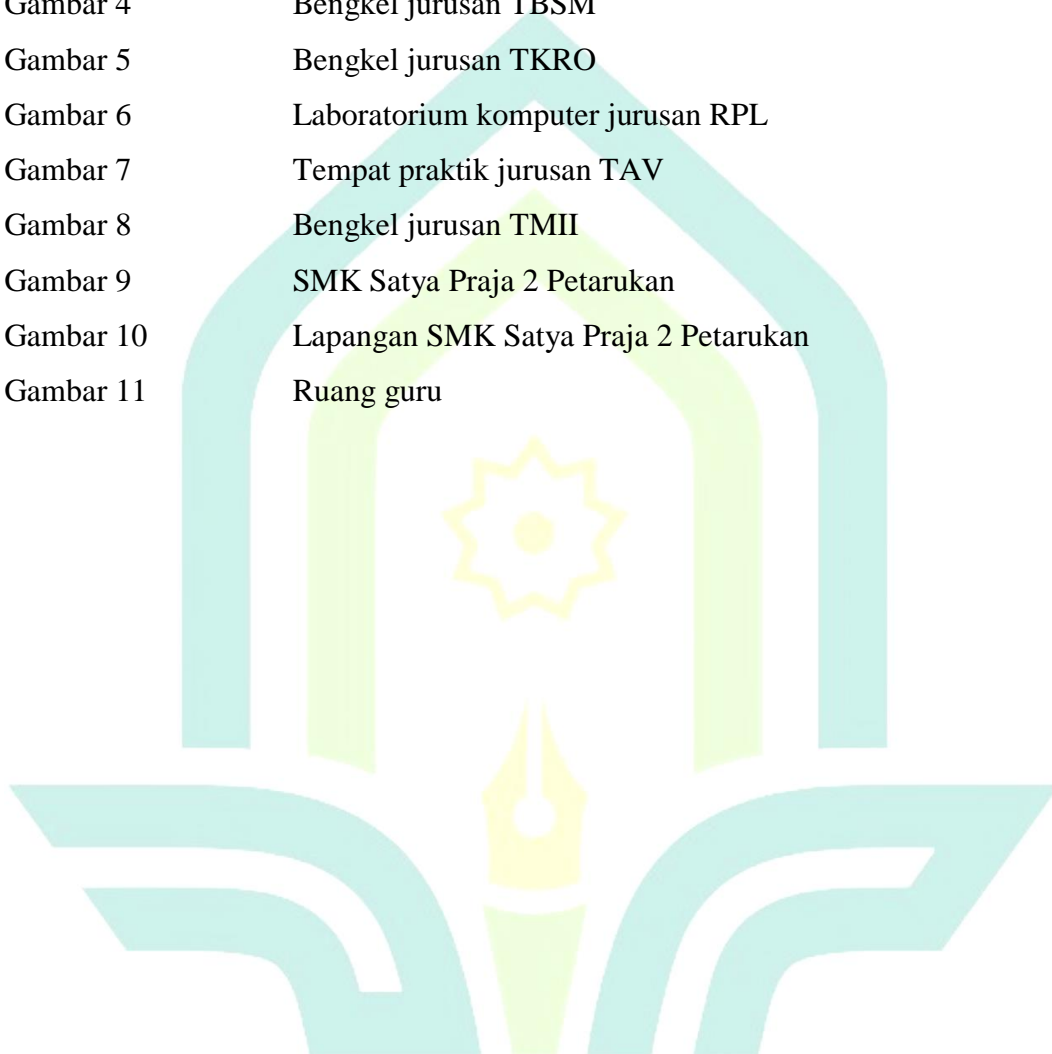 Gambar 4 Bengkel jurusan TBSM
Gambar 5 Bengkel jurusan TKRO
Gambar 6 Laboratorium komputer jurusan RPL
Gambar 7 Tempat praktik jurusan TAV
Gambar 8 Bengkel jurusan TMII
Gambar 9 SMK Satya Praja 2 Petarukan
Gambar 10 Lapangan SMK Satya Praja 2 Petarukan
Gambar 11 Ruang guru